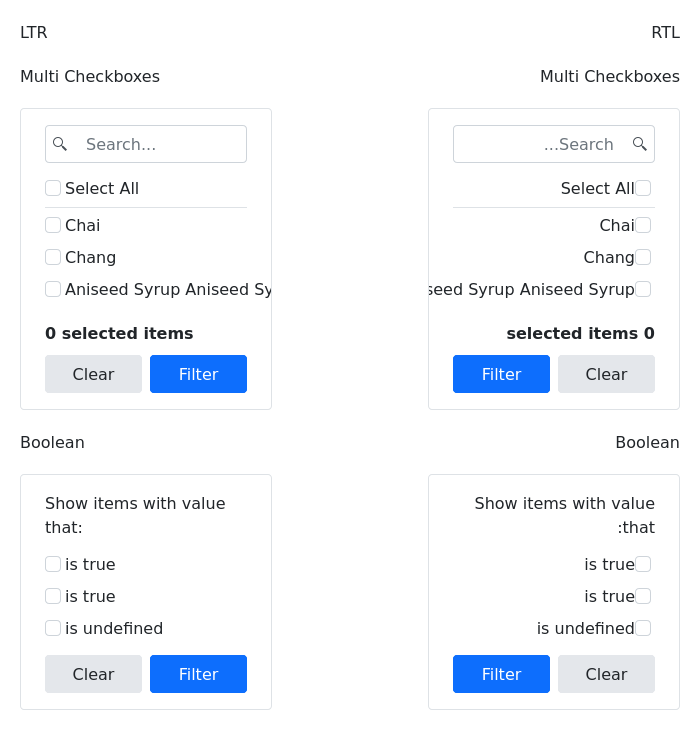 LTR
Multi Checkboxes
Search...
Select All
Chai
Chang
Aniseed Syrup Aniseed Sy
0 selected items
Clear Filter
Boolean
Show items with value
that:
is true
is true
is undefined
Clear Filter
RTL
Multi Checkboxes
...Search
Select All
Chai
Chang
seed Syrup Aniseed Syrup
selected items 0
Filter Clear
Boolean
Show items with value
:that
is true
is true
is undefined
Filter Clear